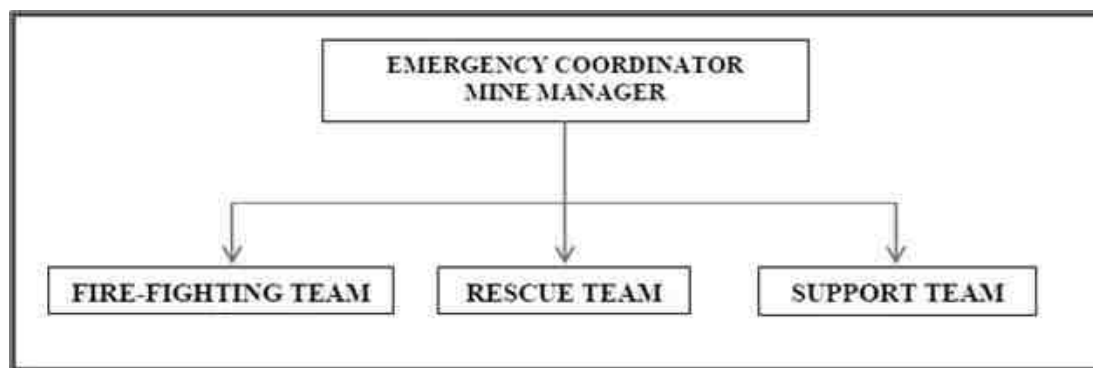 EMERGENCY COORDINATOR
MINE MANAGER
FIRE-FIGHTING TEAM
RESCUE TEAM
SUPPORT TEAM